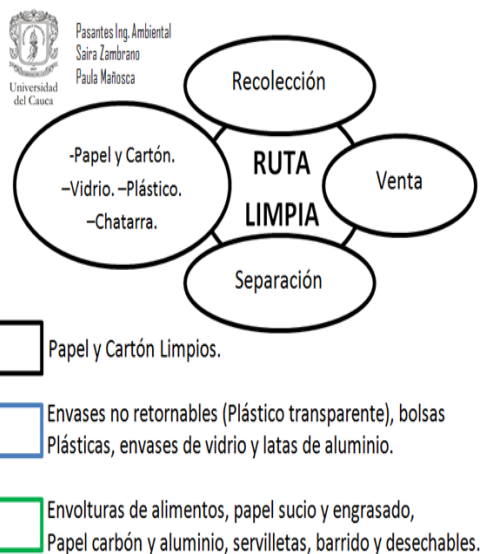 Pasantes Ing. Ambiental
Saira Zambrano
Paula Mañosca
Universidad
del Cauca
Recolección
-Papel y Cartón.
–Vidrio. –Plástico.
–Chatarra.
RUTA
LIMPIA
Venta
Separación
Papel y Cartón Limpios.
Envases no retornables (Plástico transparente), bolsas
Plásticas, envases de vidrio y latas de aluminio.
Envolturas de alimentos, papel sucio y engrasado,
Papel carbón y aluminio, servilletas, barrido y desechables.